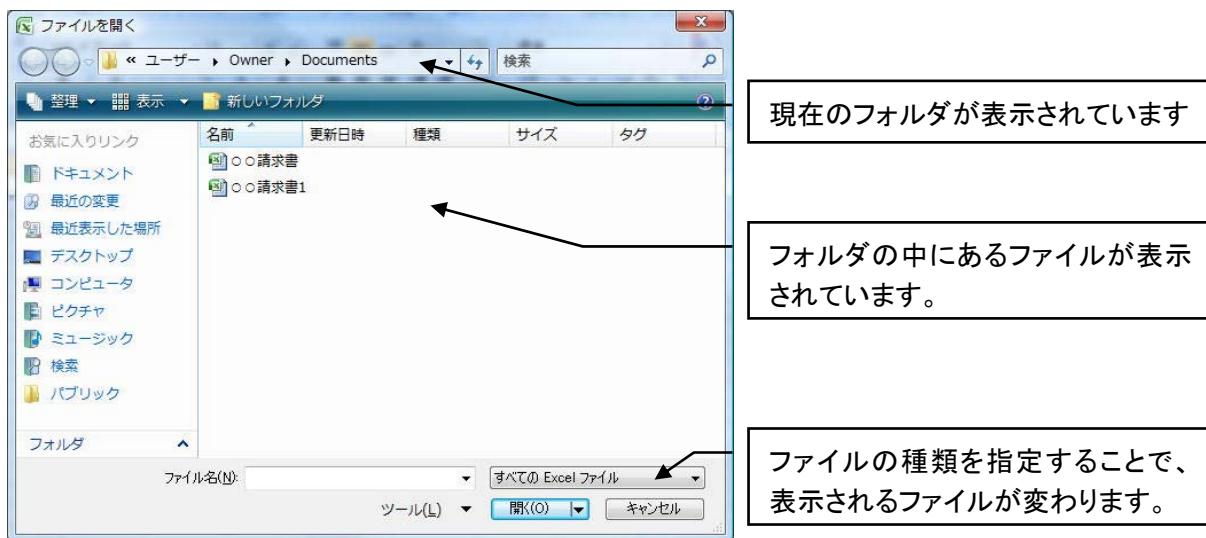 ファイルを開く
« ユーザー ▸ Owner ▸ Documents
検索
整理 表示 新しいフォルダ
お気に入りリンク
ドキュメント
最近の変更
最近表示した場所
デスクトップ
コンピュータ
ピクチャ
ミュージック
検索
パブリック
フォルダ
名前 更新日時 種類 サイズ タグ
○○請求書
○○請求書1
ファイル名(N):
すべての Excel ファイル
ツール(L) 開く(O) キャンセル
現在のフォルダが表示されています
フォルダの中にあるファイルが表示
されています。
ファイルの種類を指定することで、
表示されるファイルが変わります。